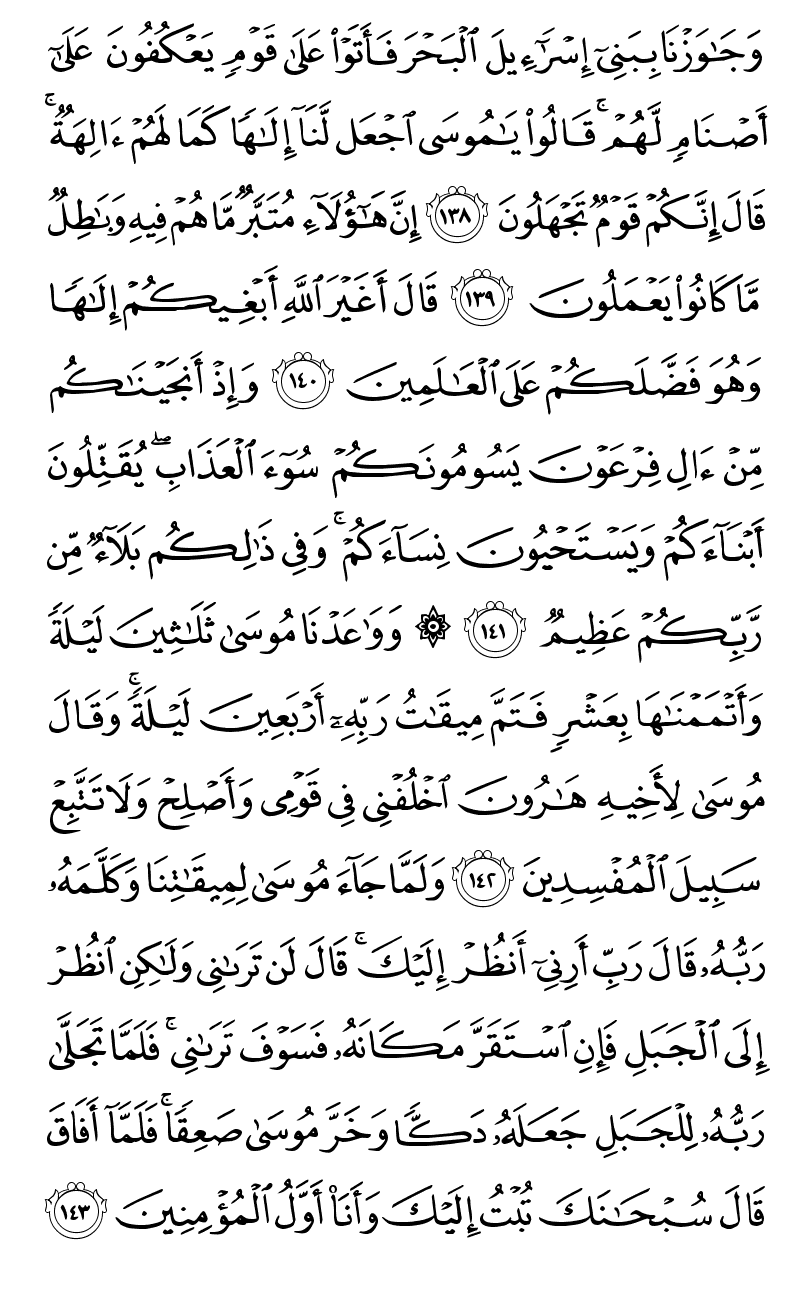 وَجَٰوَزْنَا بِبَنِىٓ إِسْرَٰٓءِيلَ ٱلْبَحْرَ فَأَتَوْا۟ عَلَىٰ قَوْمٍۢ يَعْكُفُونَ عَلَىٰٓ
أَصْنَامٍۢ لَّهُمْ ۚ قَالُوا۟ يَٰمُوسَى ٱجْعَل لَّنَآ إِلَٰهًۭا كَمَا لَهُمْ ءَالِهَةٌۭ ۚ
قَالَ إِنَّكُمْ قَوْمٌۭ تَجْهَلُونَ ١٣٨ إِنَّ هَٰٓؤُلَآءِ مُتَبَّرٌۭ مَّا هُمْ فِيهِ وَبَٰطِلٌۭ
مَّا كَانُوا۟ يَعْمَلُونَ ١٣٩ قَالَ أَغَيْرَ ٱللَّهِ أَبْغِيكُمْ إِلَٰهًۭا
وَهُوَ فَضَّلَكُمْ عَلَى ٱلْعَٰلَمِينَ ١٤٠ وَإِذْ أَنجَيْنَٰكُم
مِّنْ ءَالِ فِرْعَوْنَ يَسُومُونَكُمْ سُوٓءَ ٱلْعَذَابِ ۖ يُقَتِّلُونَ
أَبْنَآءَكُمْ وَيَسْتَحْيُونَ نِسَآءَكُمْ ۚ وَفِى ذَٰلِكُم بَلَآءٌۭ مِّن
رَّبِّكُمْ عَظِيمٌۭ ١٤١ ۞ وَوَٰعَدْنَا مُوسَىٰ ثَلَٰثِينَ لَيْلَةًۭ
وَأَتْمَمْنَٰهَا بِعَشْرٍۢ فَتَمَّ مِيقَٰتُ رَبِّهِۦٓ أَرْبَعِينَ لَيْلَةًۭ ۚ وَقَالَ
مُوسَىٰ لِأَخِيهِ هَٰرُونَ ٱخْلُفْنِى فِى قَوْمِى وَأَصْلِحْ وَلَا تَتَّبِعْ
سَبِيلَ ٱلْمُفْسِدِينَ ١٤٢ وَلَمَّا جَآءَ مُوسَىٰ لِمِيقَٰتِنَا وَكَلَّمَهُۥ
رَبُّهُۥ قَالَ رَبِّ أَرِنِىٓ أَنظُرْ إِلَيْكَ ۚ قَالَ لَن تَرَىٰنِى وَلَٰكِنِ ٱنظُرْ
إِلَى ٱلْجَبَلِ فَإِنِ ٱسْتَقَرَّ مَكَانَهُۥ فَسَوْفَ تَرَىٰنِى ۚ فَلَمَّا تَجَلَّىٰ
رَبُّهُۥ لِلْجَبَلِ جَعَلَهُۥ دَكًّۭا وَخَرَّ مُوسَىٰ صَعِقًۭا ۚ فَلَمَّآ أَفَاقَ
قَالَ سُبْحَٰنَكَ تُبْتُ إِلَيْكَ وَأَنَا۠ أَوَّلُ ٱلْمُؤْمِنِينَ ١٤٣